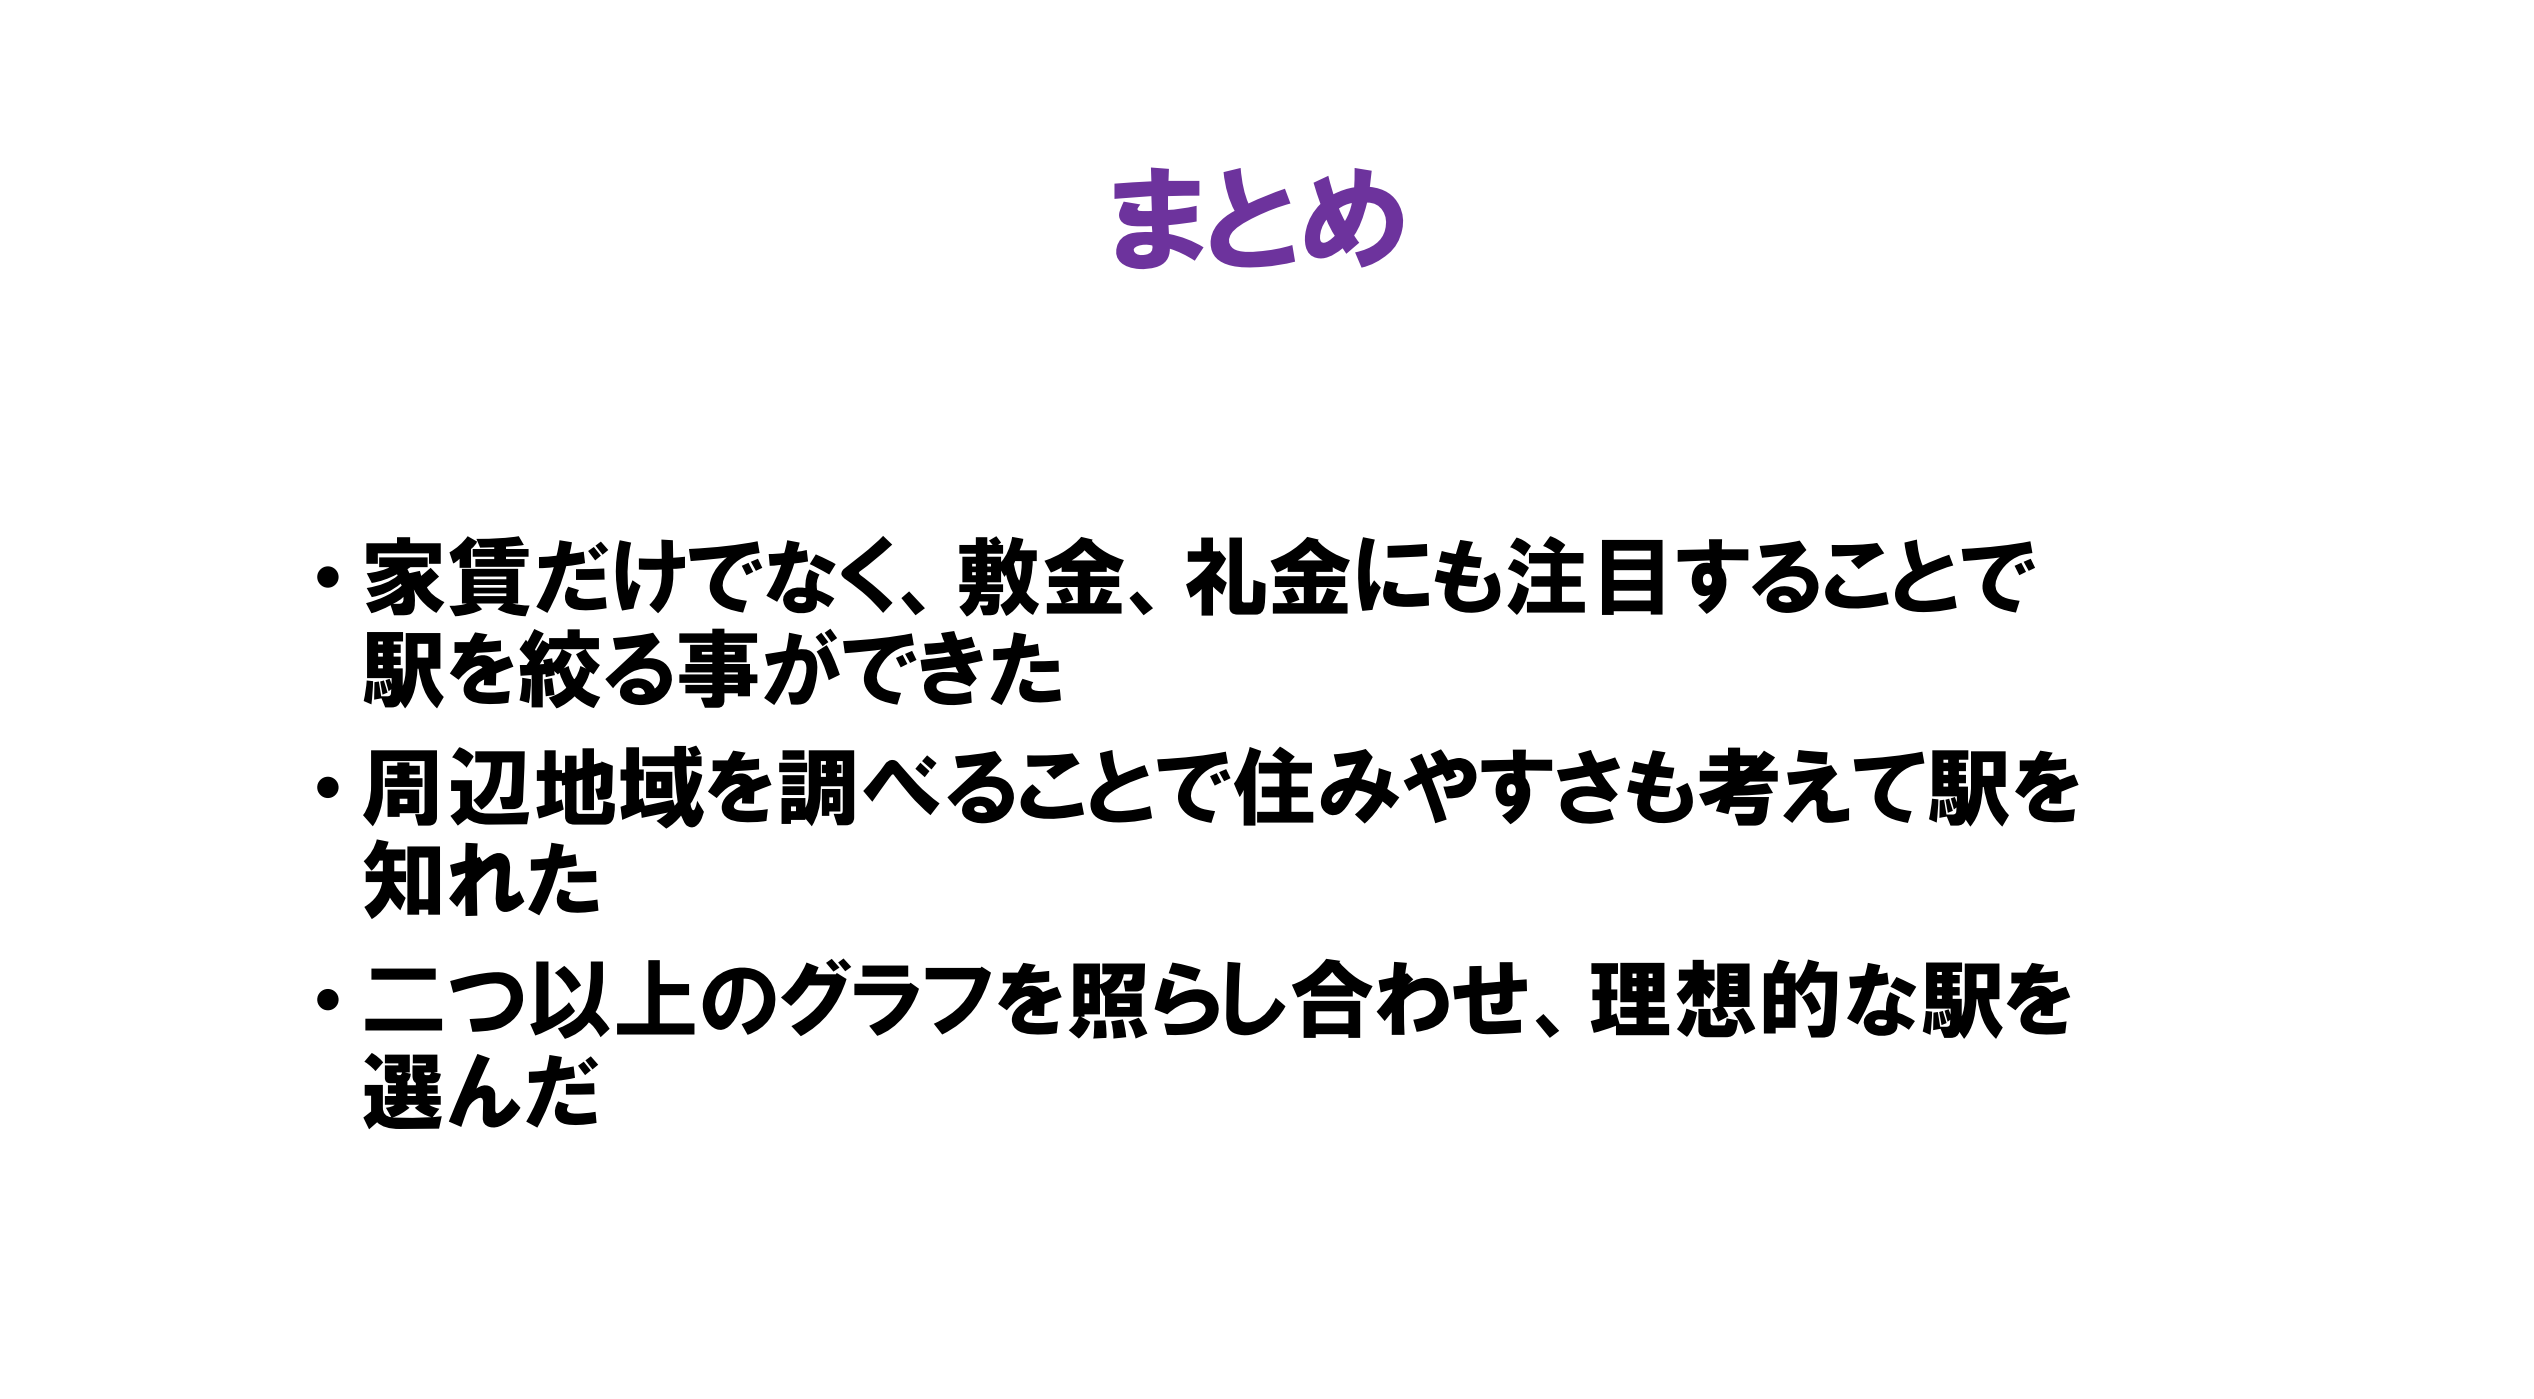 まとめ
• 家賃だけでなく、敷金、礼金にも注目することで
駅を絞る事ができた
• 周辺地域を調べることで住みやすさも考えて駅を
知れた
• 二つ以上のグラフを照らし合わせ、理想的な駅を
選んだ